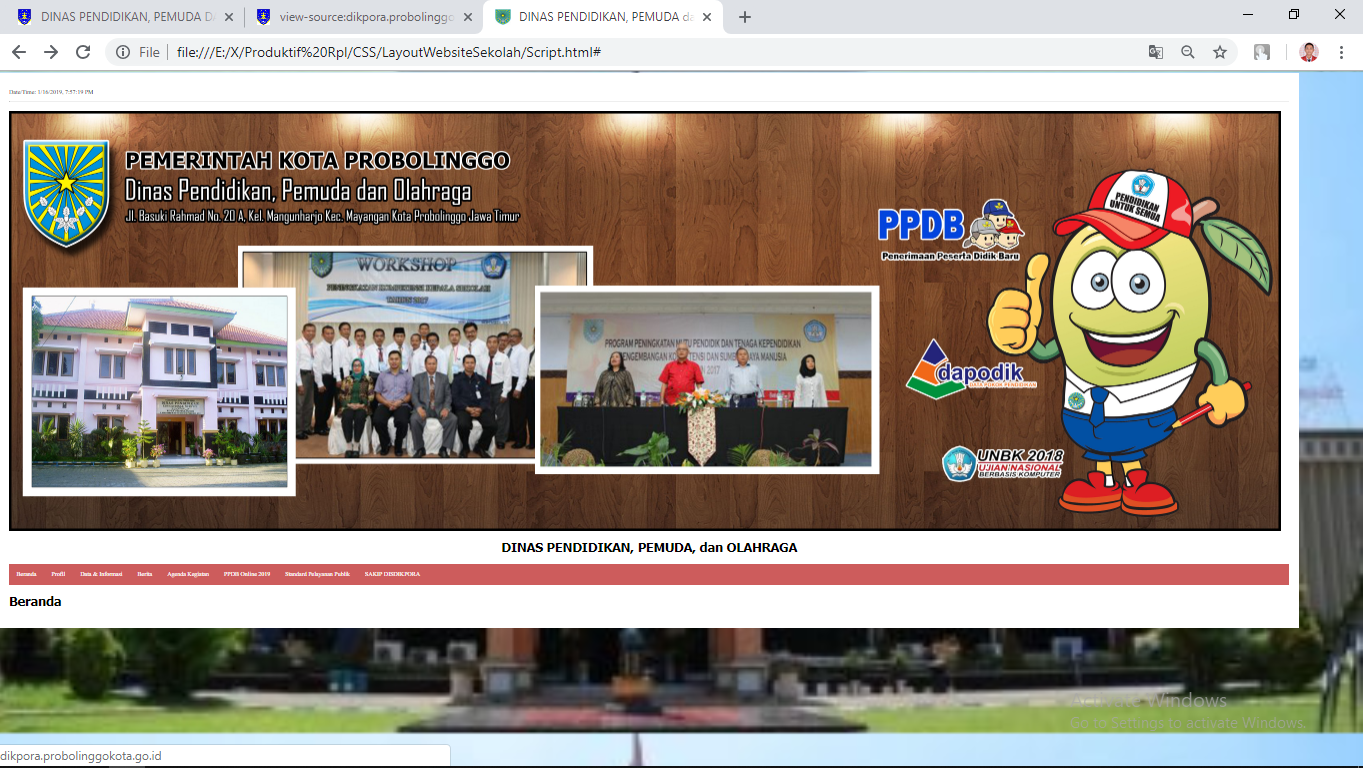 DINAS PENDIDIKAN, PEMUDA DA
view-source:dikpora.probolinggo
DINAS PENDIDIKAN, PEMUDA da
File
file:///E:/X/Produktif%20Rpl/CSS/LayoutWebsiteSekolah/Script.html#
Date/Time: 1/16/2019, 7:57:19 PM
PEMERINTAH KOTA PROBOLINGGO
Dinas Pendidikan, Pemuda dan Olahraga
Jl. Basuki Rahmad No. 20 A, Kel. Mangunharjo Kec. Mayangan Kota Probolinggo Jawa Timur
PENDIDIKAN
UNTUK SEMUA
PPDB
Penerimaan Peserta Didik Baru
WORKSHOP
PENINGKATAN KOMPETENSI KEPALA SEKOLAH
TAHUN 2017
PROGRAM PENINGKATAN MUTU PENDIDIK DAN TENAGA KEPENDIDIKAN
PENGEMBANGAN KOMPETENSI DAN SUMBER DAYA MANUSIA
2017
dapodik
DATA POKOK PENDIDIKAN
UNBK 2018
UJIAN NASIONAL
BERBASIS KOMPUTER
DINAS PENDIDIKAN, PEMUDA, dan OLAHRAGA
Beranda Profil Data & Informasi Berita Agenda Kegiatan PPDB Online 2019 Standard Pelayanan Publik SAKIP DISDIKPORA
Beranda
Activate Windows
Go to Settings to activate Windows.
dikpora.probolinggokota.go.id